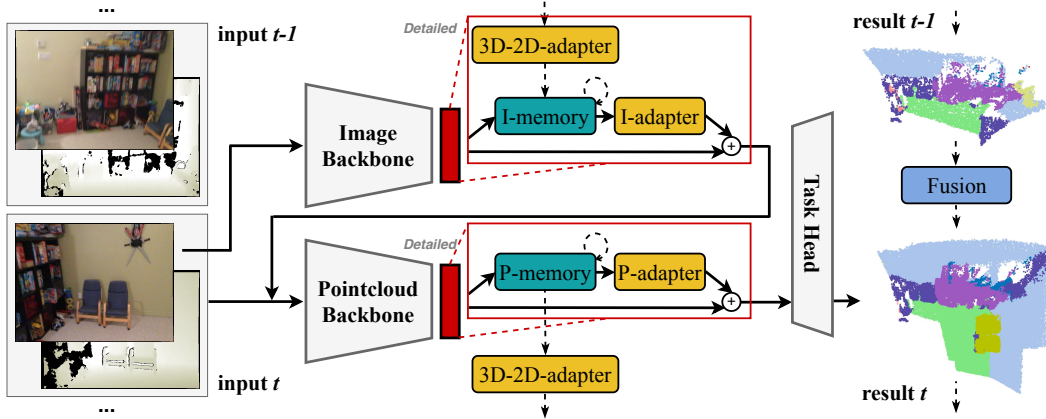 ...
input t-1
Detailed
3D-2D-adapter
I-memory
I-adapter
+
Image
Backbone
Detailed
P-memory
P-adapter
+
Pointcloud
Backbone
3D-2D-adapter
input t
...
Task Head
result t-1
Fusion
result t